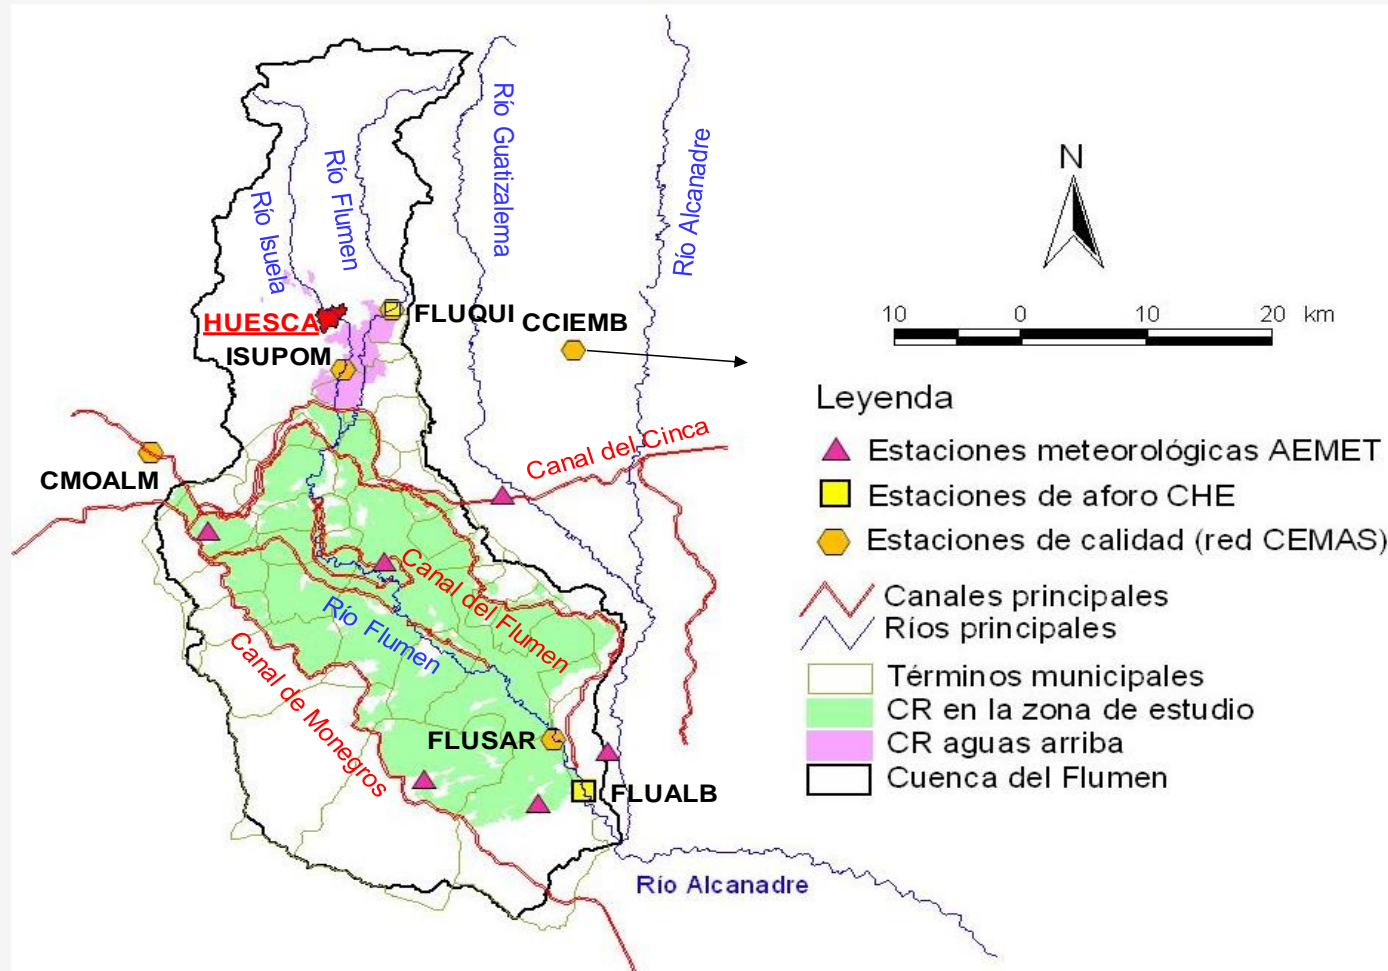 Río Guatizalema
Río Alcanadre
Río Flumen
Río Isuela
HUESCA
FLUQUI
CCIEMB
ISUPOM
CMOALM
Canal del Cinca
Canal del Flumen
Río Flumen
Canal de Monegros
FLUSAR
FLUALB
Río Alcanadre
N
10 0 10 20 km
Leyenda
Estaciones meteorológicas AEMET
Estaciones de aforo CHE
Estaciones de calidad (red CEMAS)
Canales principales
Ríos principales
Términos municipales
CR en la zona de estudio
CR aguas arriba
Cuenca del Flumen